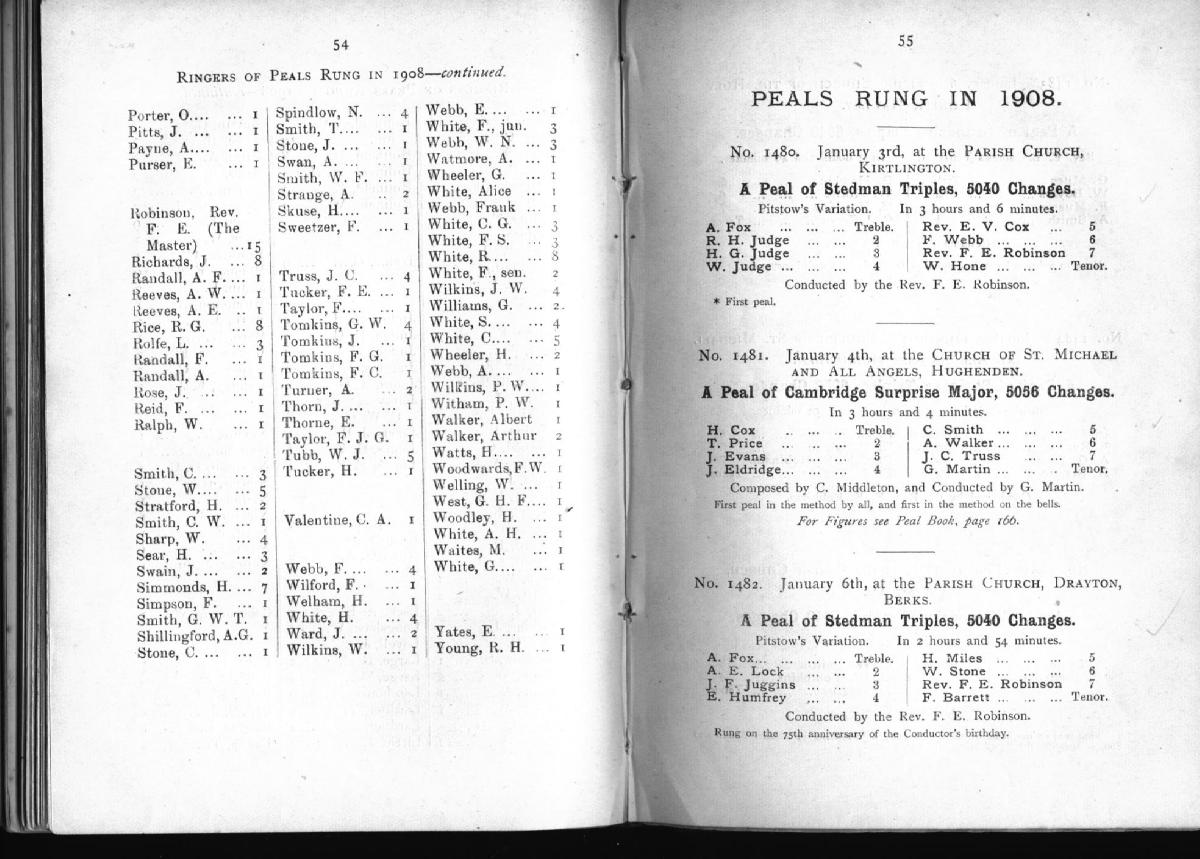 54
RINGERS OF PEALS RUNG IN 1908—continued.
Porter, O.... ... 1
Pitts, J. ... ... 1
Payne, A.... ... 1
Purser, E. ... 1
Robinson, Rev.
F. E. (The
Master) ...15
Richards, J. ... 8
Randall, A. F.... 1
Reeves, A. W. ... 1
Reeves, A. E. .. 1
Rice, R. G. ... 8
Rolfe, L. ... ... 3
Randall, F. ... 1
Randall, A. ... 1
Rose, J. ... ... 1
Reid, F. ... ... 1
Ralph, W. ... 1
Smith, C. ... ... 3
Stone, W.... ... 5
Stratford, H. ... 2
Smith, C. W. ... 1
Sharp, W. ... 4
Sear, H. ... ... 3
Swain, J. ... ... 2
Simmonds, H. ... 7
Simpson, F. ... 1
Smith, G. W. T. 1
Shillingford, A.G. 1
Stone, C. ... ... 1
Spindlow, N. ... 4
Smith, T.... ... 1
Stone, J. ... ... 1
Swan, A. ... ... 1
Smith, W. F. ... 1
Strange, A. ... 2
Skuse, H.... ... 1
Sweetzer, F. ... 1
Truss, J. C. ... 4
Tucker, F. E. ... 1
Taylor, F.... ... 1
Tomkins, G. W. 4
Tomkins, J. ... 1
Tomkins, F. G. 1
Tomkins, F. C. 1
Turner, A. ... 2
Thorn, J. ... ... 1
Thorne, E. ... 1
Taylor, F. J. G. 1
Tubb, W. J. ... 5
Tucker, H. ... 1
Valentine, C. A. 1
Webb, F. ... ... 4
Wilford, F. ... 1
Welham, H. ... 1
White, H. ... 4
Ward, J. ... ... 2
Wilkins, W. ... 1
Webb, E. ... ... 1
White, F., jun. 3
Webb, W. N. ... 3
Watmore, A. ... 1
Wheeler, G. ... 1
White, Alice ... 1
Webb, Frank ... 1
White, C. G. ... 3
White, F. S. ... 3
White, R.... ... 8
White, F., sen. 2
Wilkins, J. W. 4
Williams, G. ... 2.
White, S. ... ... 4
White, C.... ... 5
Wheeler, H. ... 2
Webb, A. ... ... 1
Wilkins, P. W.... 1
Witham, P. W. 1
Walker, Albert 1
Walker, Arthur 2
Watts, H.... ... 1
Woodwards, F.W. 1
Welling, W. ... 1
West, G. H. F.... 1
Woodley, H. ... 1
White, A. H. ... 1
Waites, M. ... 1
White, G.... ... 1
Yates, E. ... ... 1
Young, R. H. ... 1
55
PEALS RUNG IN 1908.
No. 1480. January 3rd, at the PARISH CHURCH,
KIRTLINGTON.
A Peal of Stedman Triples, 5040 Changes.
Pitstow's Variation. In 3 hours and 6 minutes.
A. Fox ... ... ... Treble. Rev. E. V. Cox ... 5
R. H. Judge ... ... 2 F. Webb ... ... ... 6
H. G. Judge ... ... 3 Rev. F. E. Robinson 7
W. Judge ... ... ... 4 W. Hone ... ... ... Tenor.
Conducted by the Rev. F. E. Robinson.
* First peal.
No. 1481. January 4th, at the CHURCH OF ST. MICHAEL
AND ALL ANGELS, HUGHENDEN.
A Peal of Cambridge Surprise Major, 5056 Changes.
In 3 hours and 4 minutes.
H. Cox ... ... ... Treble. C. Smith ... ... ... 5
T. Price ... ... ... 2 A. Walker ... ... ... 6
J. Evans ... ... ... 3 J. C. Truss ... ... 7
J. Eldridge... ... ... 4 G. Martin ... ... ... Tenor.
Composed by C. Middleton, and Conducted by G. Martin.
First peal in the method by all, and first in the method on the bells.
For Figures see Peal Book, page 166.
No. 1482. January 6th, at the PARISH CHURCH, DRAYTON,
BERKS.
A Peal of Stedman Triples, 5040 Changes.
Pitstow's Variation. In 2 hours and 54 minutes.
A. Fox... ... ... ... Treble. H. Miles ... ... ... 5
A. E. Lock ... ... 2 W. Stone ... ... ... 6
J. F. Juggins ... ... 3 Rev. F. E. Robinson 7
E. Humfrey ... ... 4 F. Barrett ... ... ... Tenor.
Conducted by the Rev. F. E. Robinson.
Rung on the 75th anniversary of the Conductor's birthday.